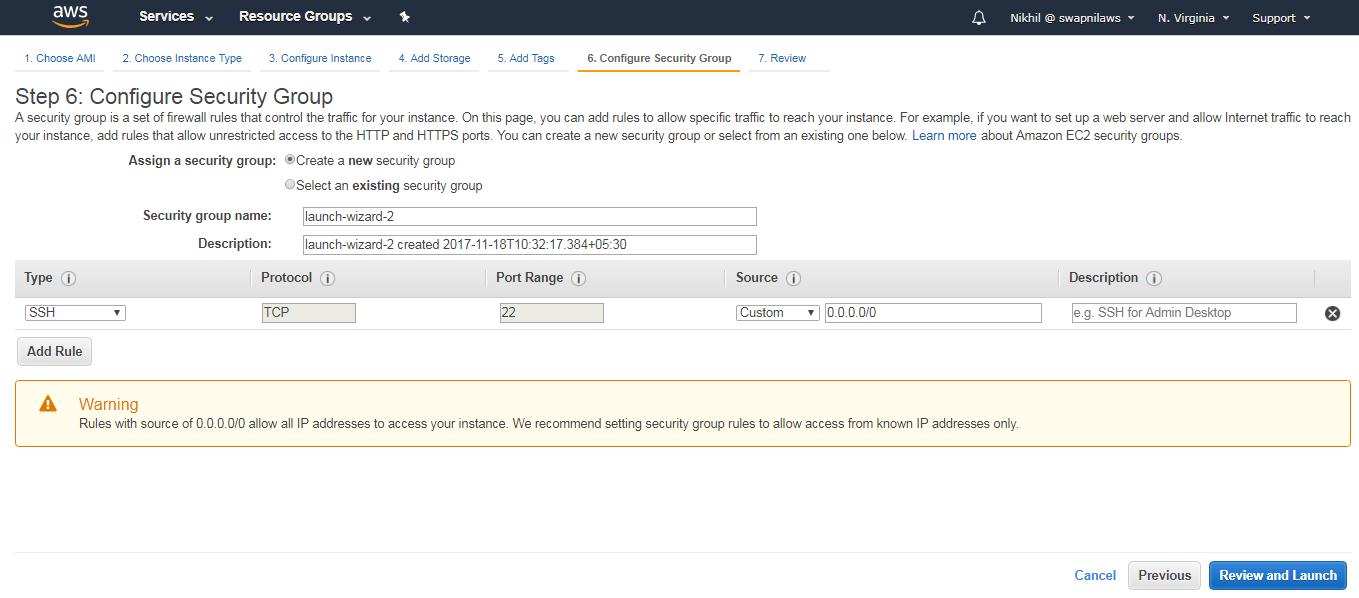 aws Services Resource Groups Nikhil @ swapnilaws N. Virginia Support
1. Choose AMI 2. Choose Instance Type 3. Configure Instance 4. Add Storage 5. Add Tags 6. Configure Security Group 7. Review
Step 6: Configure Security Group
A security group is a set of firewall rules that control the traffic for your instance. On this page, you can add rules to allow specific traffic to reach your instance. For example, if you want to set up a web server and allow Internet traffic to reach
your instance, add rules that allow unrestricted access to the HTTP and HTTPS ports. You can create a new security group or select from an existing one below. Learn more about Amazon EC2 security groups.
Assign a security group: Create a new security group
Select an existing security group
Security group name: launch-wizard-2
Description: launch-wizard-2 created 2017-11-18T10:32:17.384+05:30
Type i Protocol i Port Range i Source i Description i
SSH TCP 22 Custom 0.0.0.0/0 e.g. SSH for Admin Desktop
Add Rule
Warning
Rules with source of 0.0.0.0/0 allow all IP addresses to access your instance. We recommend setting security group rules to allow access from known IP addresses only.
Cancel Previous Review and Launch